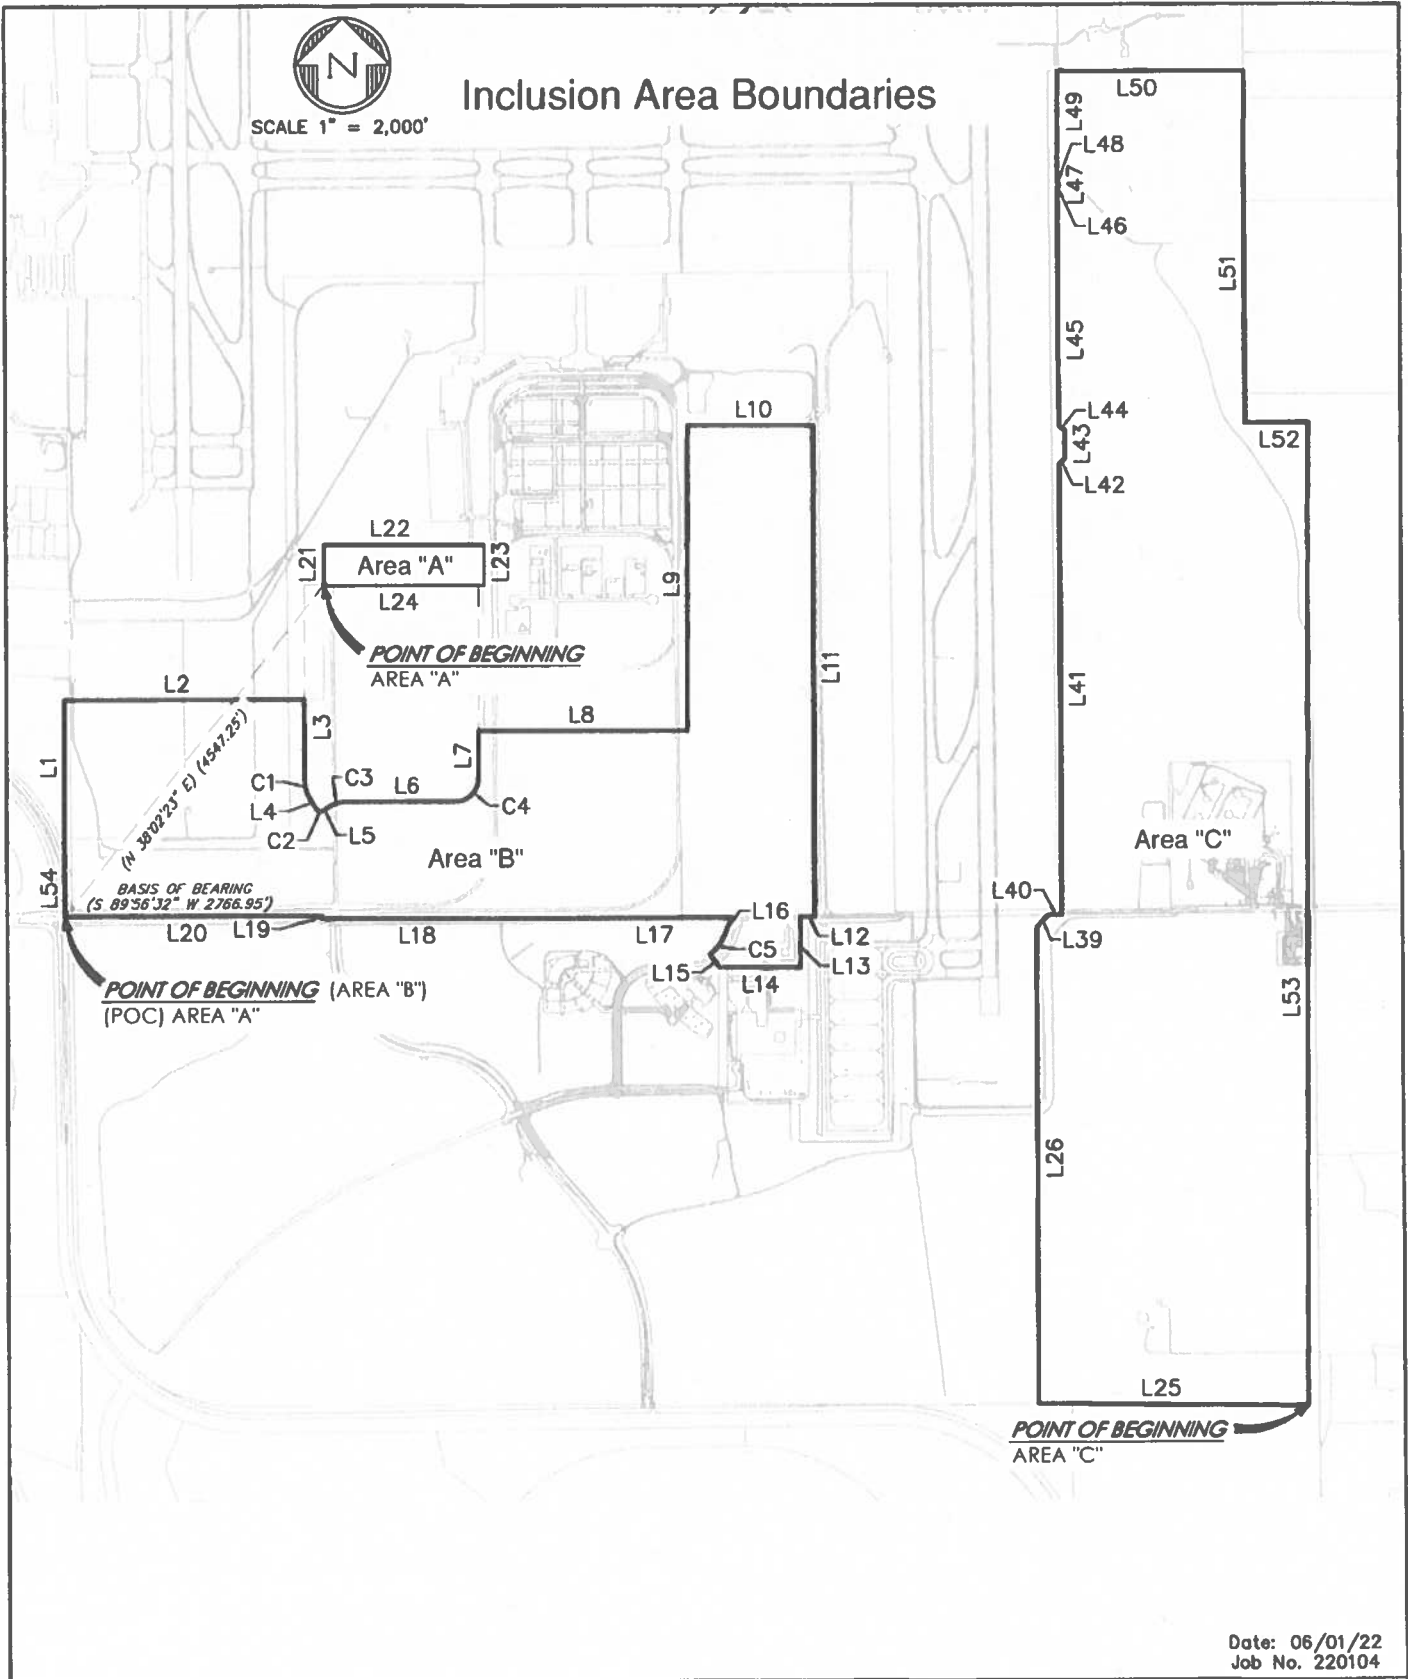 N
SCALE 1" = 2,000'
Inclusion Area Boundaries
L50
L49
L48
L47
L46
L51
L45
L44
L43
L42
L52
L10
L22
L21
Area "A"
L23
L24
L9
POINT OF BEGINNING
AREA "A"
L11
L41
L2
L3
L8
L7
L1
C1
C3
L6
C4
L4
C2
L5
(N 38°02'23" E) (4547.25')
Area "B"
Area "C"
L54
BASIS OF BEARING
(S 89°56'32" W 2766.95')
L40
L39
L16
L12
L20
L19
L18
L17
C5
L13
L15
L14
L53
POINT OF BEGINNING (AREA "B")
(POC) AREA "A"
L26
L25
POINT OF BEGINNING
AREA "C"
Date: 06/01/22
Job No. 220104